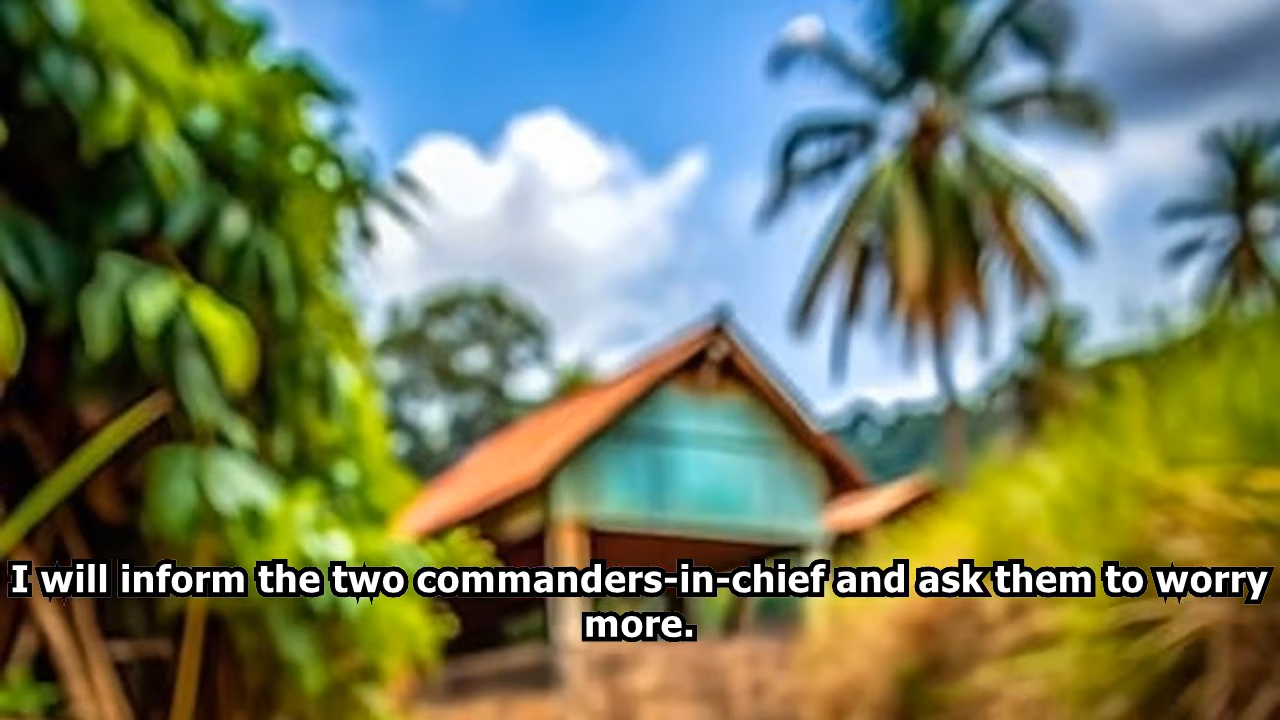 I will inform the two commanders-in-chief and ask them to worry
more.